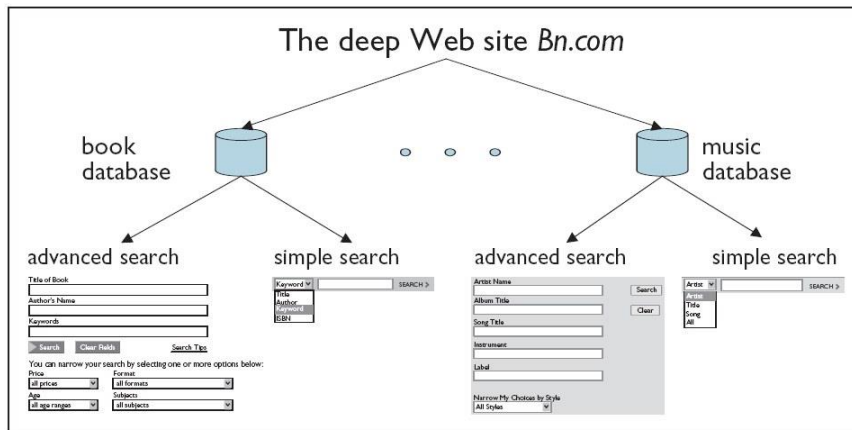 The deep Web site Bn.com
book
database
music
database
advanced search
Title of Book
Author's Name
Keywords
Search Clear Fields Search Tips
You can narrow your search by selecting one or more options below:
Price Format
all prices all formats
Age Subjects
all age ranges all subjects
simple search
Keyword SEARCH
Title
Author
Keyword
ISBN
advanced search
Artist Name
Search
Album Title
Clear
Song Title
Instrument
Label
Narrow My Choices by Style
All Styles
simple search
Artist SEARCH
Artist
Title
Song
All